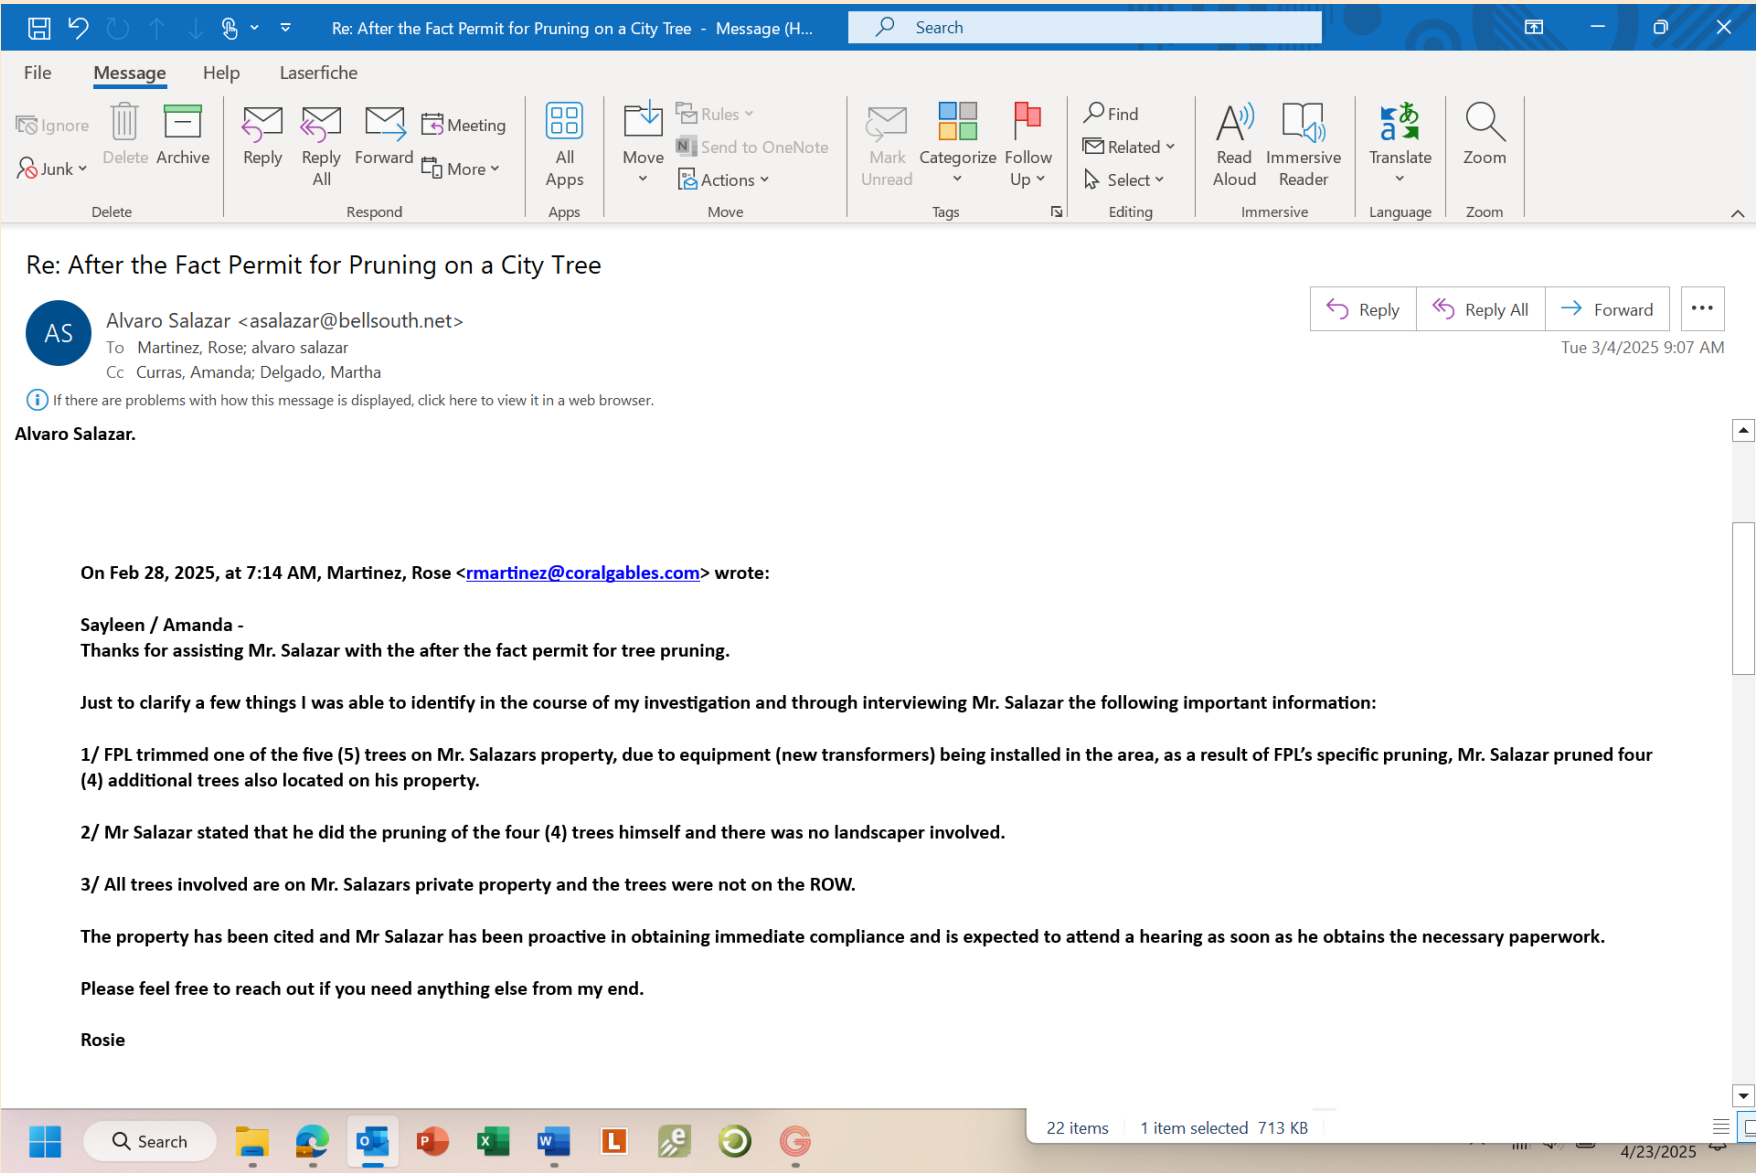 Re: After the Fact Permit for Pruning on a City Tree - Message (H...
Search
File Message Help Laserfiche
Ignore
Junk
Delete
Archive
Delete
Reply
Reply All
Forward
Meeting
More
Respond
All Apps
Apps
Move
Rules
Send to OneNote
Actions
Move
Mark Unread
Categorize
Follow Up
Tags
Find
Related
Select
Editing
Read Aloud
Immersive Reader
Immersive
Translate
Language
Zoom
Zoom
Re: After the Fact Permit for Pruning on a City Tree
AS
Alvaro Salazar <asalazar@bellsouth.net>
To Martinez, Rose; alvaro salazar
Cc Curras, Amanda; Delgado, Martha
Reply
Reply All
Forward
Tue 3/4/2025 9:07 AM
If there are problems with how this message is displayed, click here to view it in a web browser.
Alvaro Salazar.
On Feb 28, 2025, at 7:14 AM, Martinez, Rose <rmartinez@coralgables.com> wrote:
Sayleen / Amanda -
Thanks for assisting Mr. Salazar with the after the fact permit for tree pruning.
Just to clarify a few things I was able to identify in the course of my investigation and through interviewing Mr. Salazar the following important information:
1/ FPL trimmed one of the five (5) trees on Mr. Salazars property, due to equipment (new transformers) being installed in the area, as a result of FPL's specific pruning, Mr. Salazar pruned four
(4) additional trees also located on his property.
2/ Mr Salazar stated that he did the pruning of the four (4) trees himself and there was no landscaper involved.
3/ All trees involved are on Mr. Salazars private property and the trees were not on the ROW.
The property has been cited and Mr Salazar has been proactive in obtaining immediate compliance and is expected to attend a hearing as soon as he obtains the necessary paperwork.
Please feel free to reach out if you need anything else from my end.
Rosie
22 items 1 item selected 713 KB
Search
4/23/2025